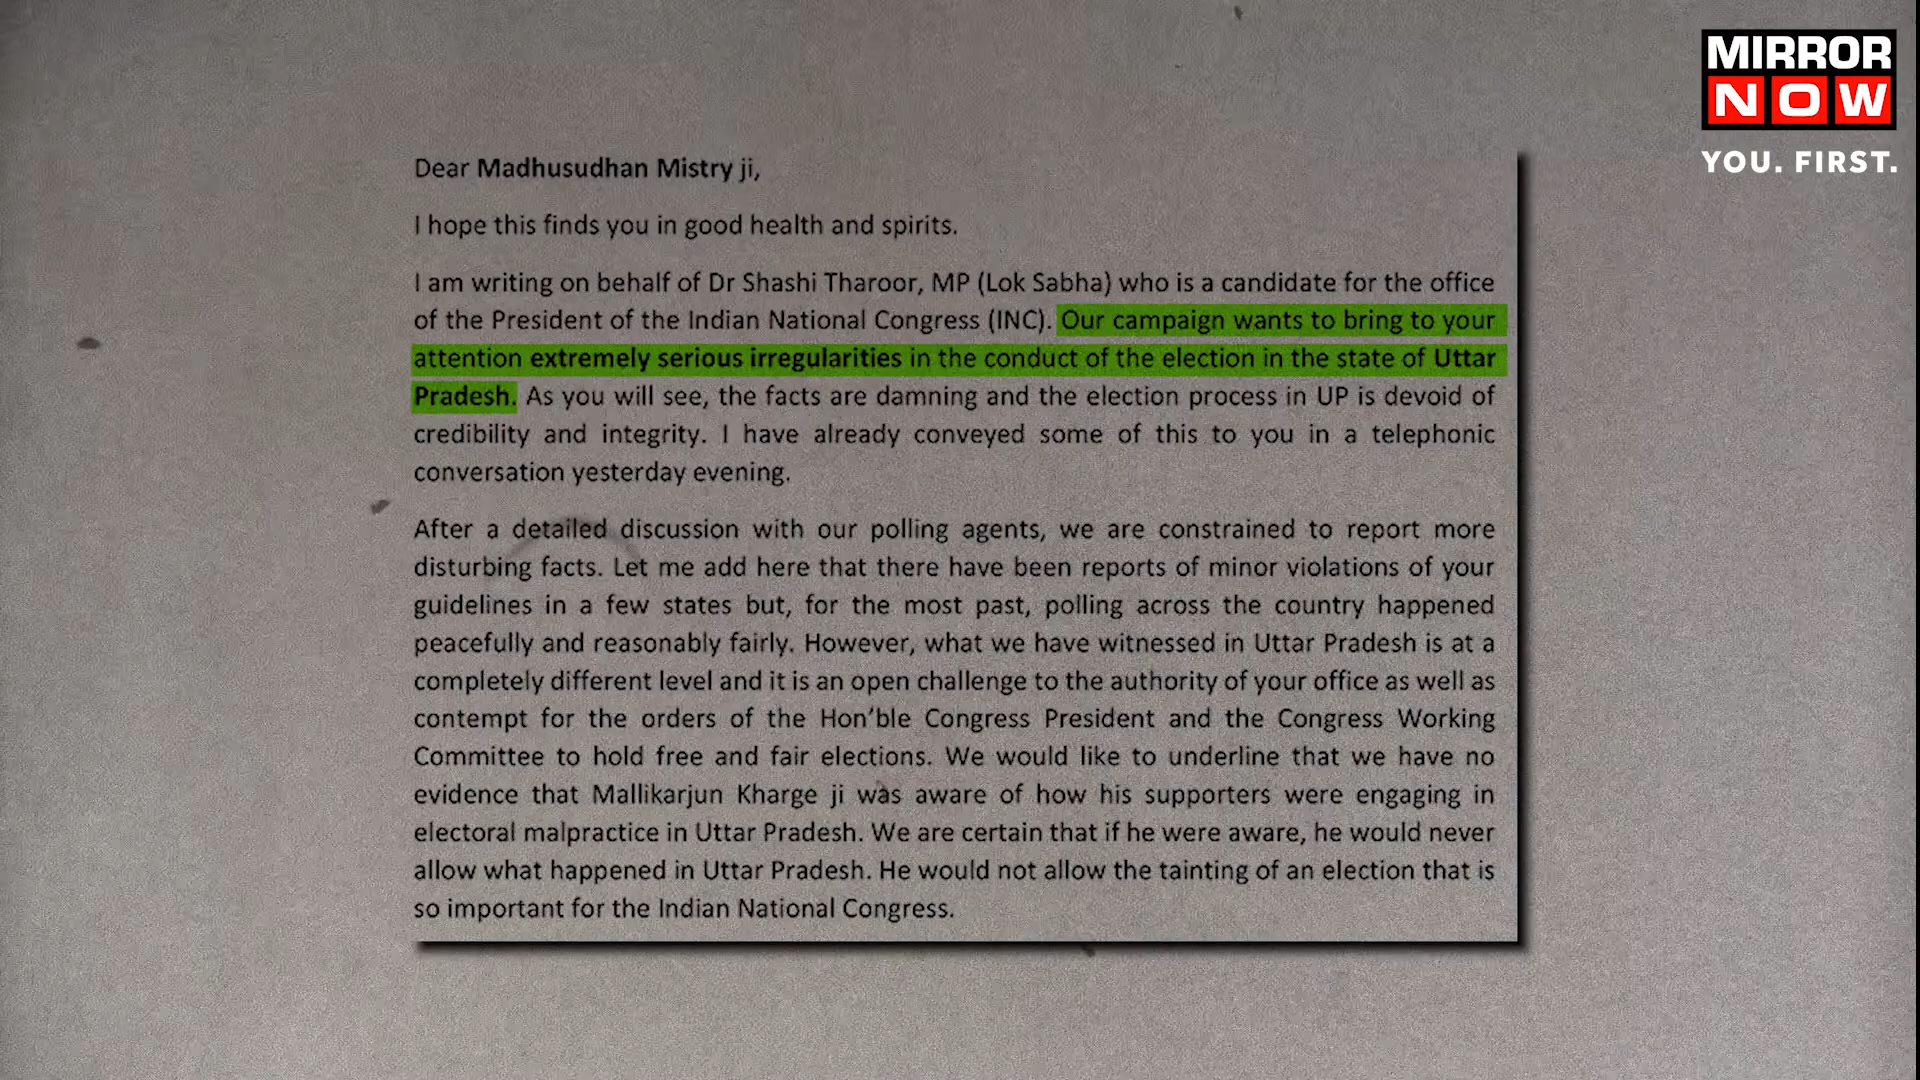 MIRROR
NOW
YOU. FIRST.
Dear Madhusudhan Mistry ji,
I hope this finds you in good health and spirits.
I am writing on behalf of Dr Shashi Tharoor, MP (Lok Sabha) who is a candidate for the office
of the President of the Indian National Congress (INC). Our campaign wants to bring to your
attention extremely serious irregularities in the conduct of the election in the state of Uttar
Pradesh. As you will see, the facts are damning and the election process in UP is devoid of
credibility and integrity. I have already conveyed some of this to you in a telephonic
conversation yesterday evening.
After a detailed discussion with our polling agents, we are constrained to report more
disturbing facts. Let me add here that there have been reports of minor violations of your
guidelines in a few states but, for the most past, polling across the country happened
peacefully and reasonably fairly. However, what we have witnessed in Uttar Pradesh is at a
completely different level and it is an open challenge to the authority of your office as well as
contempt for the orders of the Hon'ble Congress President and the Congress Working
Committee to hold free and fair elections. We would like to underline that we have no
evidence that Mallikarjun Kharge ji was aware of how his supporters were engaging in
electoral malpractice in Uttar Pradesh. We are certain that if he were aware, he would never
allow what happened in Uttar Pradesh. He would not allow the tainting of an election that is
so important for the Indian National Congress.